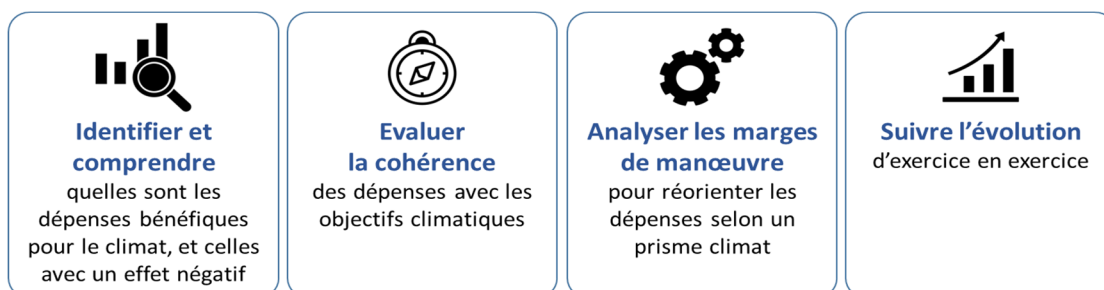 Identifier et
comprendre
quelles sont les
dépenses bénéfiques
pour le climat, et celles
avec un effet négatif
Evaluer
la cohérence
des dépenses avec les
objectifs climatiques
Analyser les marges
de manœuvre
pour réorienter les
dépenses selon un
prisme climat
Suivre l’évolution
d’exercice en exercice